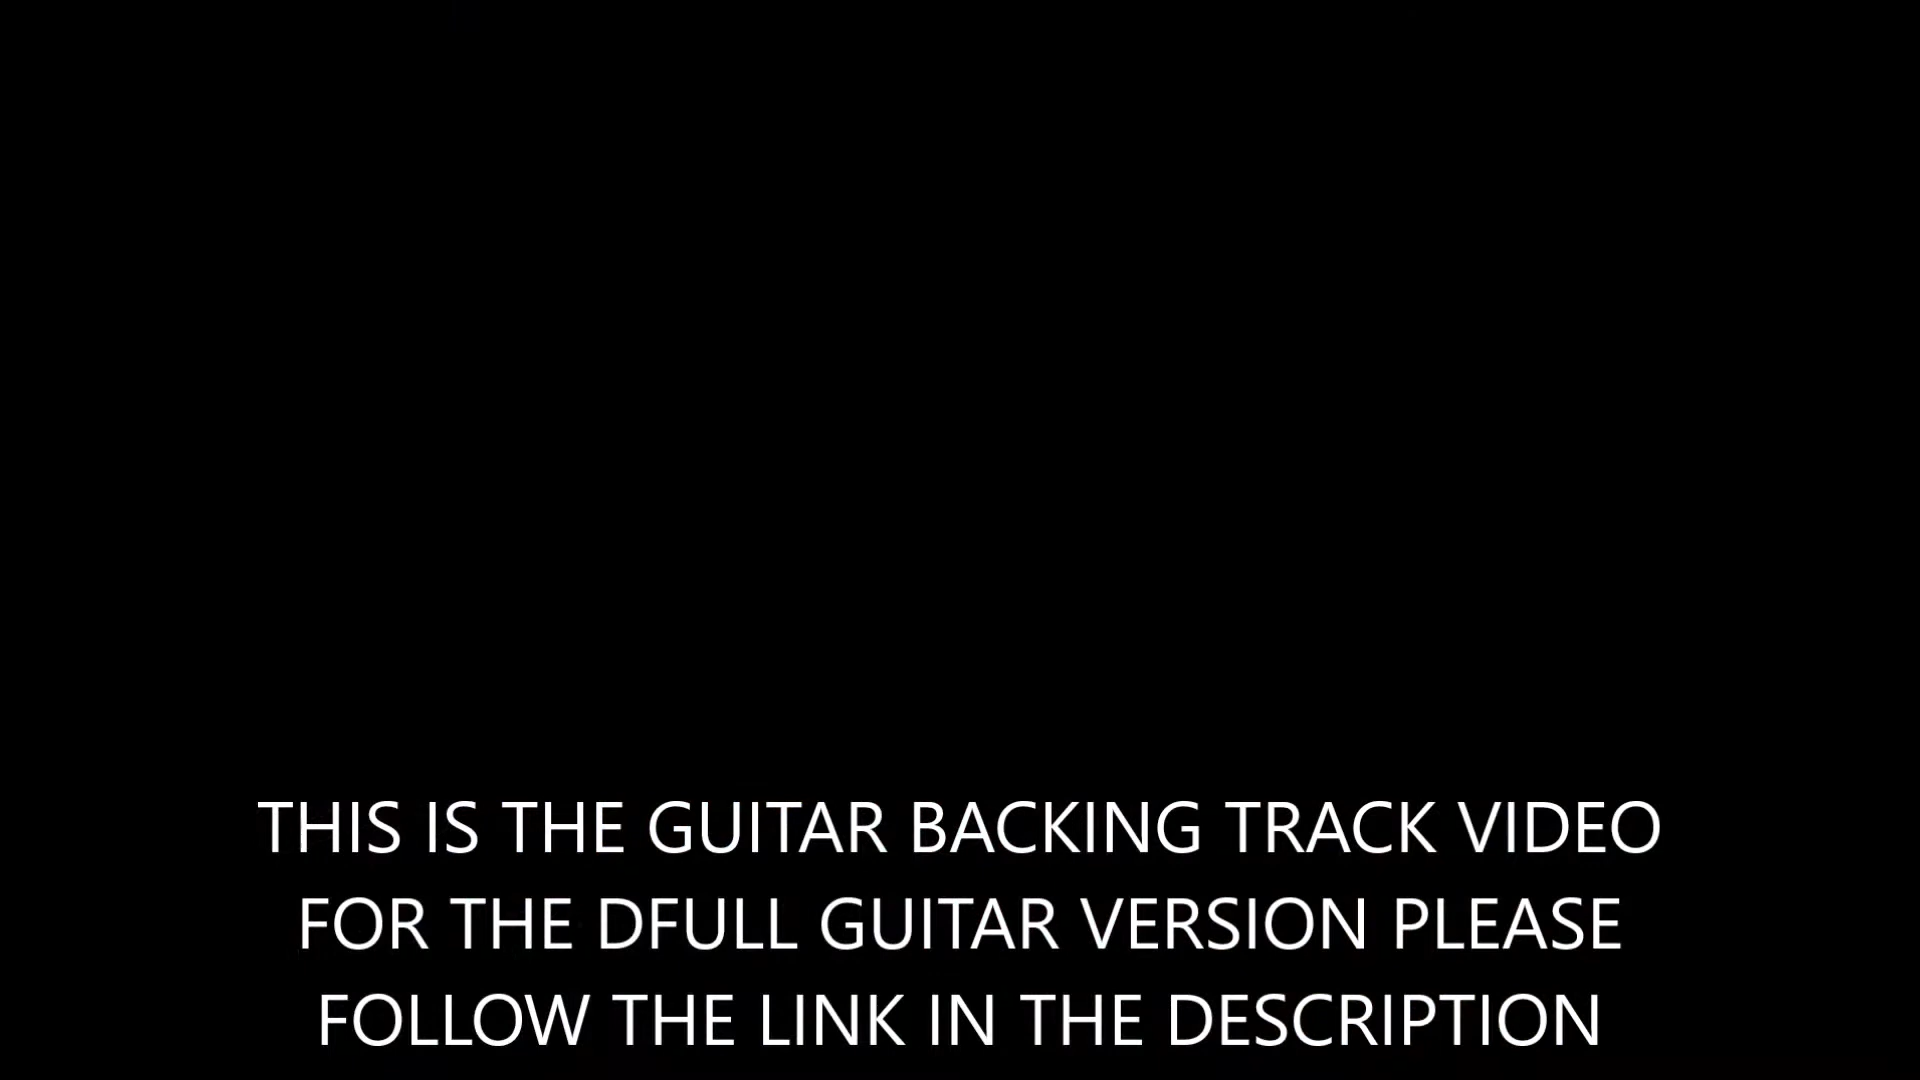 THIS IS THE GUITAR BACKING TRACK VIDEO
FOR THE DFULL GUITAR VERSION PLEASE
FOLLOW THE LINK IN THE DESCRIPTION